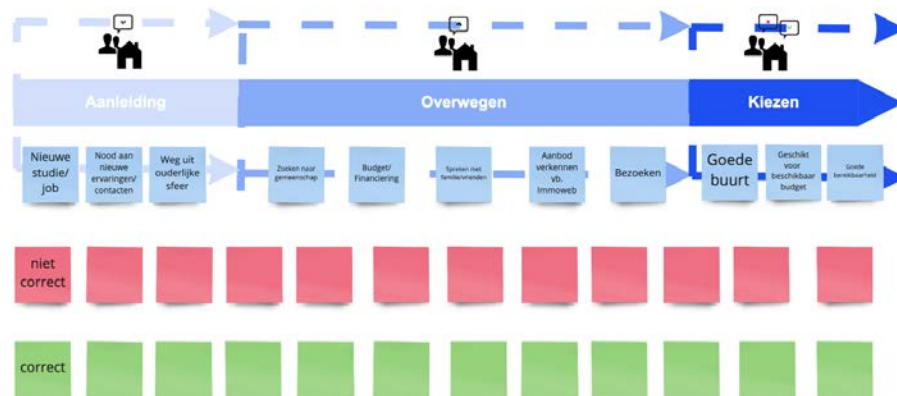 Aanleiding
Overwegen
Kiezen
Nieuwe
studie/
job
Nood aan
nieuwe
ervaringen/
contacten
Weg uit
ouderlijke
sfeer
Zoeken naar
gemeenschap
Budget/
Financiering
Spreken met
familie/vrienden
Aanbod
verkennen
vb.
Immoweb
Bezoeken
Goede
buurt
Geschikt
voor
beschikbaar
budget
Goede
bereikbaarheid
niet
correct
correct